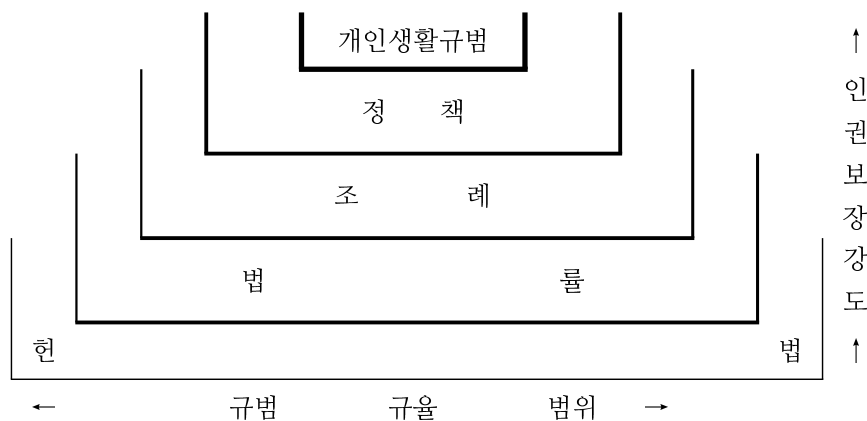 개인생활규범
정 책
조 례
법 률
헌 법
← 규범 규율 범위 →
↑ 인권보장강도 ↑